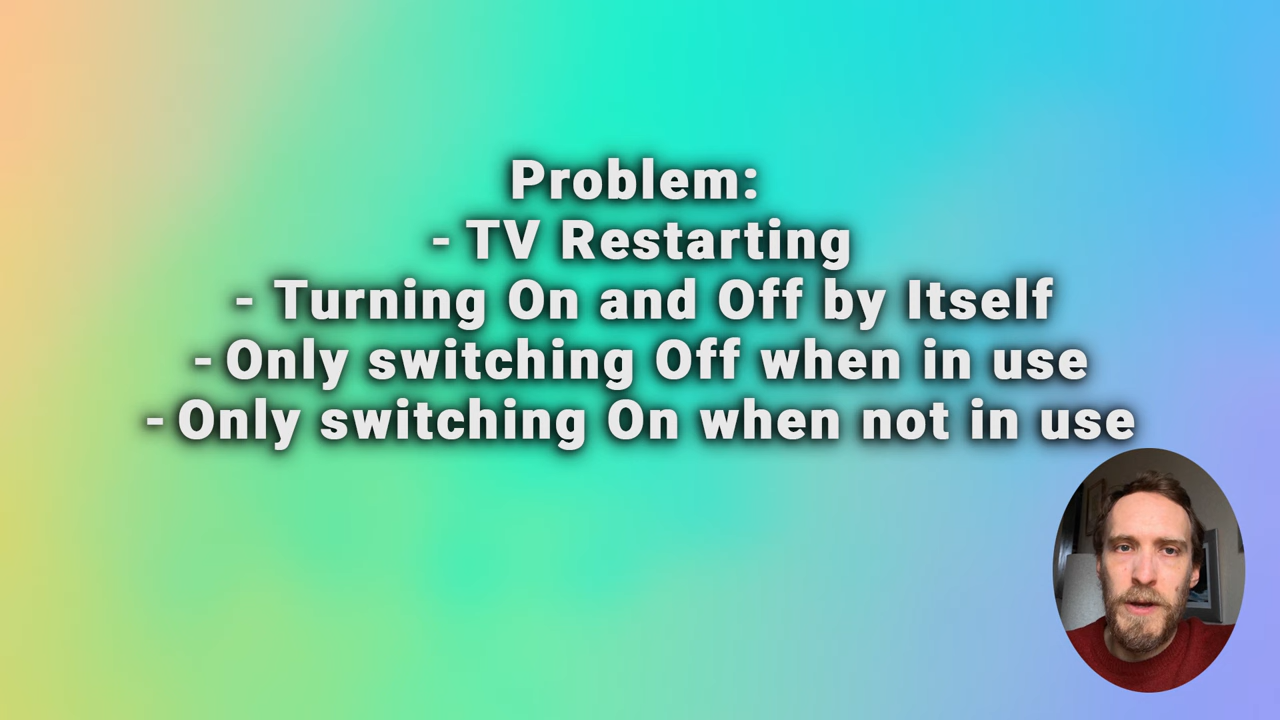 Problem:
- TV Restarting
- Turning On and Off by Itself
- Only switching Off when in use
- Only switching On when not in use